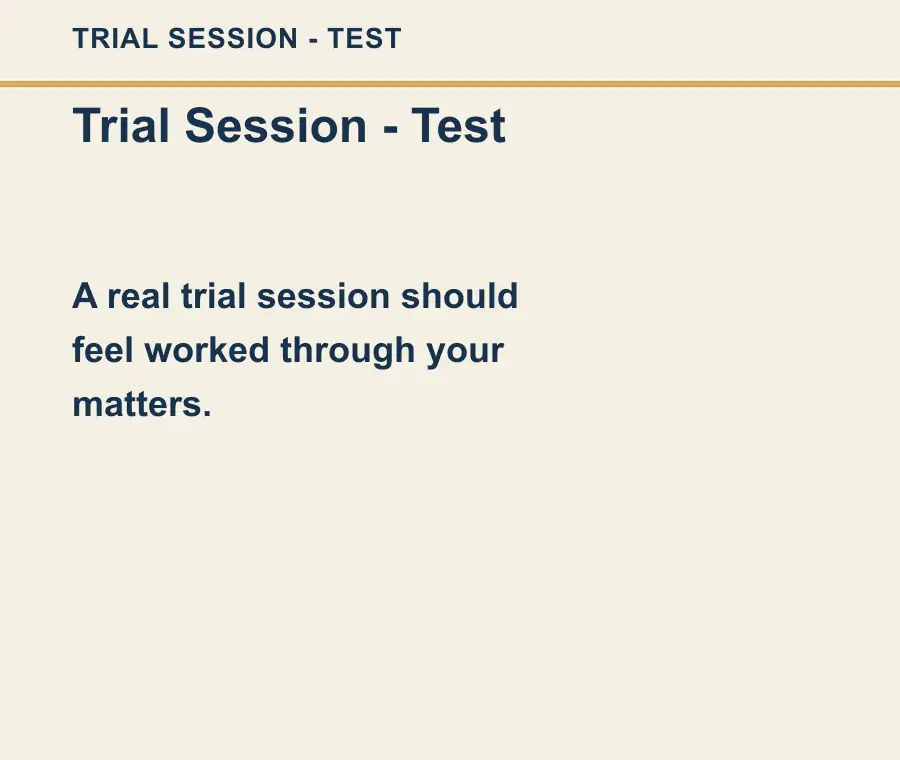 TRIAL SESSION - TEST
Trial Session - Test
A real trial session should
feel worked through your
matters.